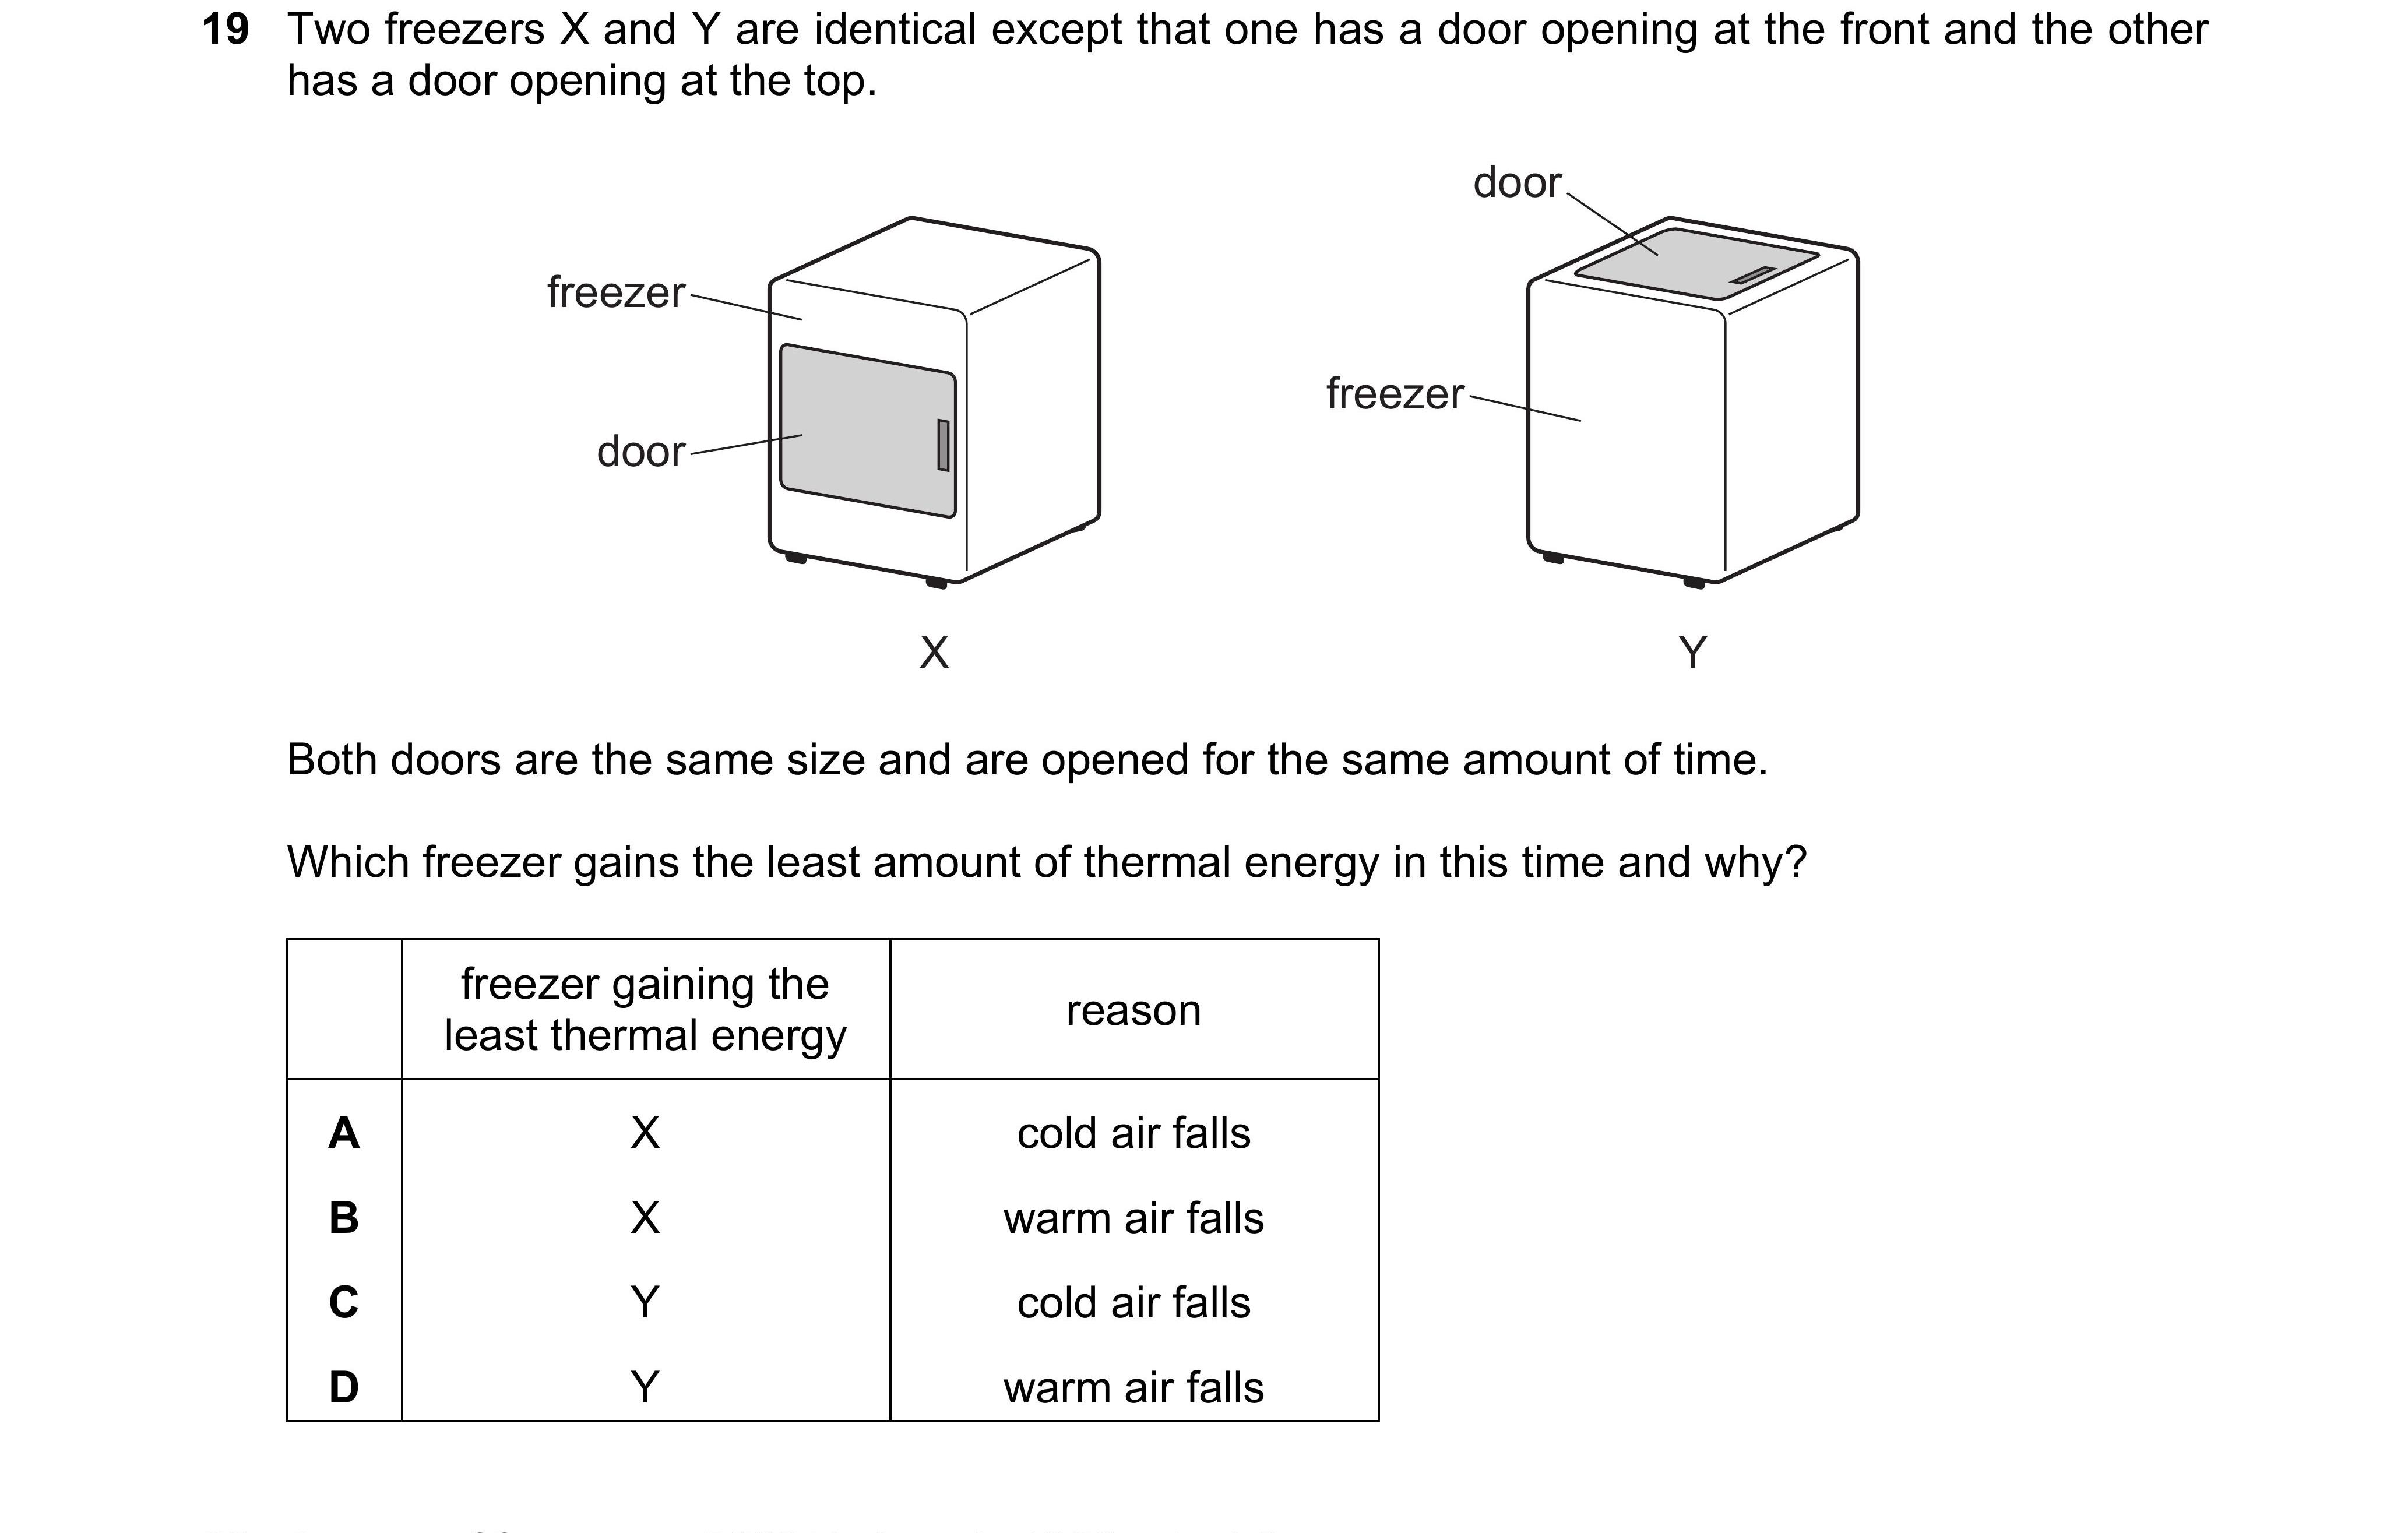 19 Two freezers X and Y are identical except that one has a door opening at the front and the other
has a door opening at the top.
door
freezer
freezer
door
X
Y
Both doors are the same size and are opened for the same amount of time.
Which freezer gains the least amount of thermal energy in this time and why?
freezer gaining the
least thermal energy
reason
A X cold air falls
B X warm air falls
C Y cold air falls
D Y warm air falls